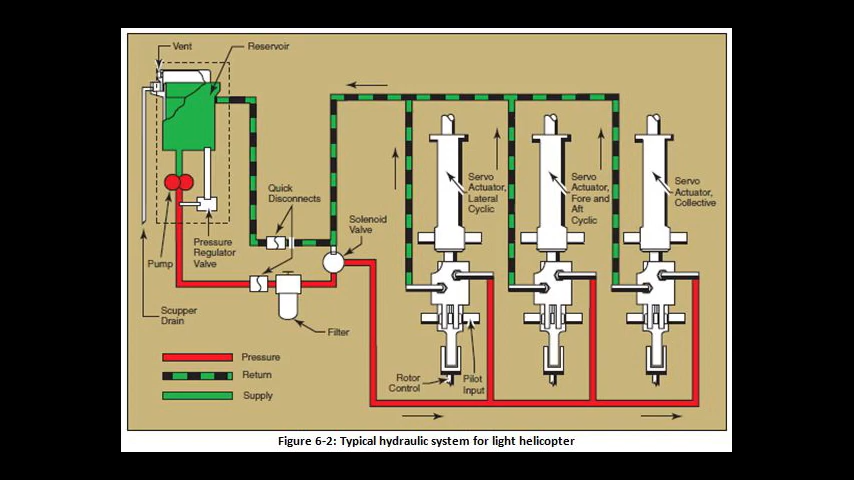 Vent
Reservoir
Quick
Disconnects
Solenoid
Valve
Servo
Actuator,
Lateral
Cyclic
Servo
Actuator,
Fore and
Aft
Cyclic
Servo
Actuator,
Collective
Pump
Pressure
Regulator
Valve
Scupper
Drain
Filter
Pressure
Return
Supply
Rotor
Control
Pilot
Input
Figure 6-2: Typical hydraulic system for light helicopter